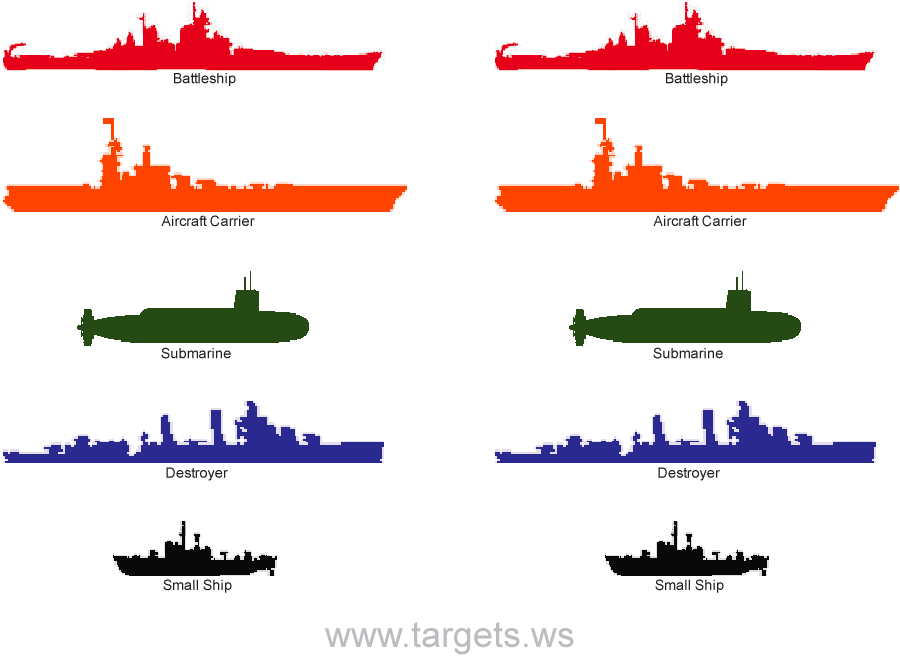 Battleship Battleship
Aircraft Carrier Aircraft Carrier
Submarine Submarine
Destroyer Destroyer
Small Ship Small Ship
www.targets.ws